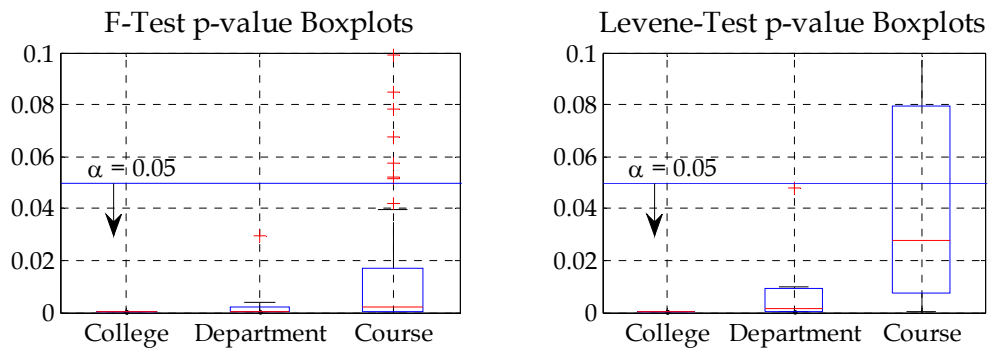 F-Test p-value Boxplots
0.1
0.08
0.06
α = 0.05
0.04
0.02
0
College Department Course
Levene-Test p-value Boxplots
0.1
0.08
0.06
α = 0.05
0.04
0.02
0
College Department Course